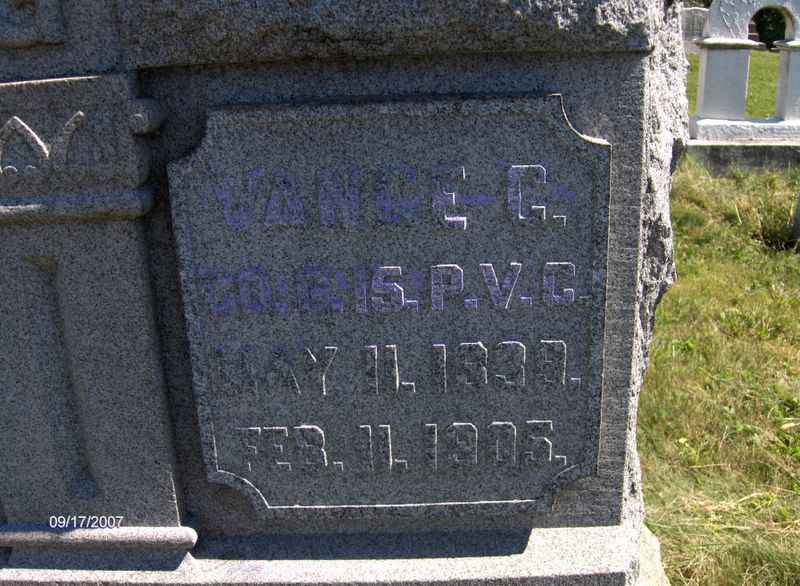 VANCE C.
CO. 15. P.V.C.
MAY 11. 1839.
FEB. 11. 1905.
09/17/2007